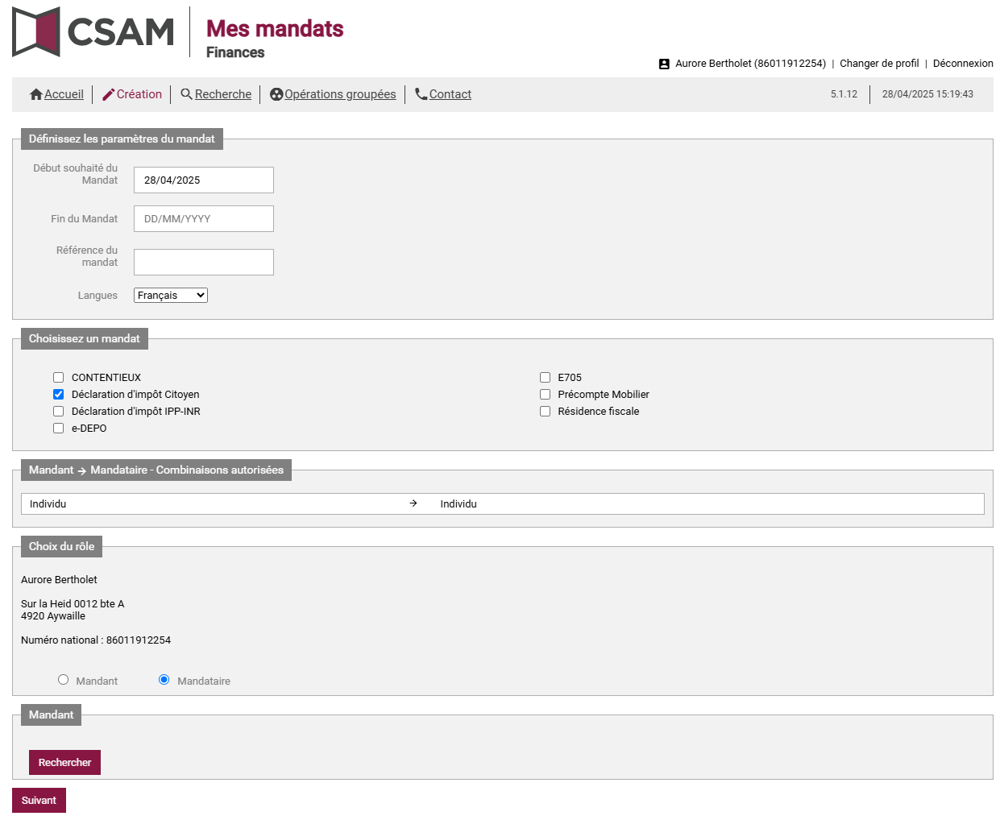 CSAM
Mes mandats
Finances
Aurore Bertholet (86011912254) | Changer de profil | Déconnexion
Accueil Création Recherche Opérations groupées Contact 5.1.12 28/04/2025 15:19:43
Définissez les paramètres du mandat
Début souhaité du
Mandat
28/04/2025
Fin du Mandat DD/MM/YYYY
Référence du
mandat
Langues Français
Choisissez un mandat
CONTENTIEUX E705
Déclaration d'impôt Citoyen Précompte Mobilier
Déclaration d'impôt IPP-INR Résidence fiscale
e-DEPO
Mandant → Mandataire - Combinaisons autorisées
Individu → Individu
Choix du rôle
Aurore Bertholet
Sur la Heid 0012 bte A
4920 Aywaille
Numéro national : 86011912254
Mandant Mandataire
Mandant
Rechercher
Suivant